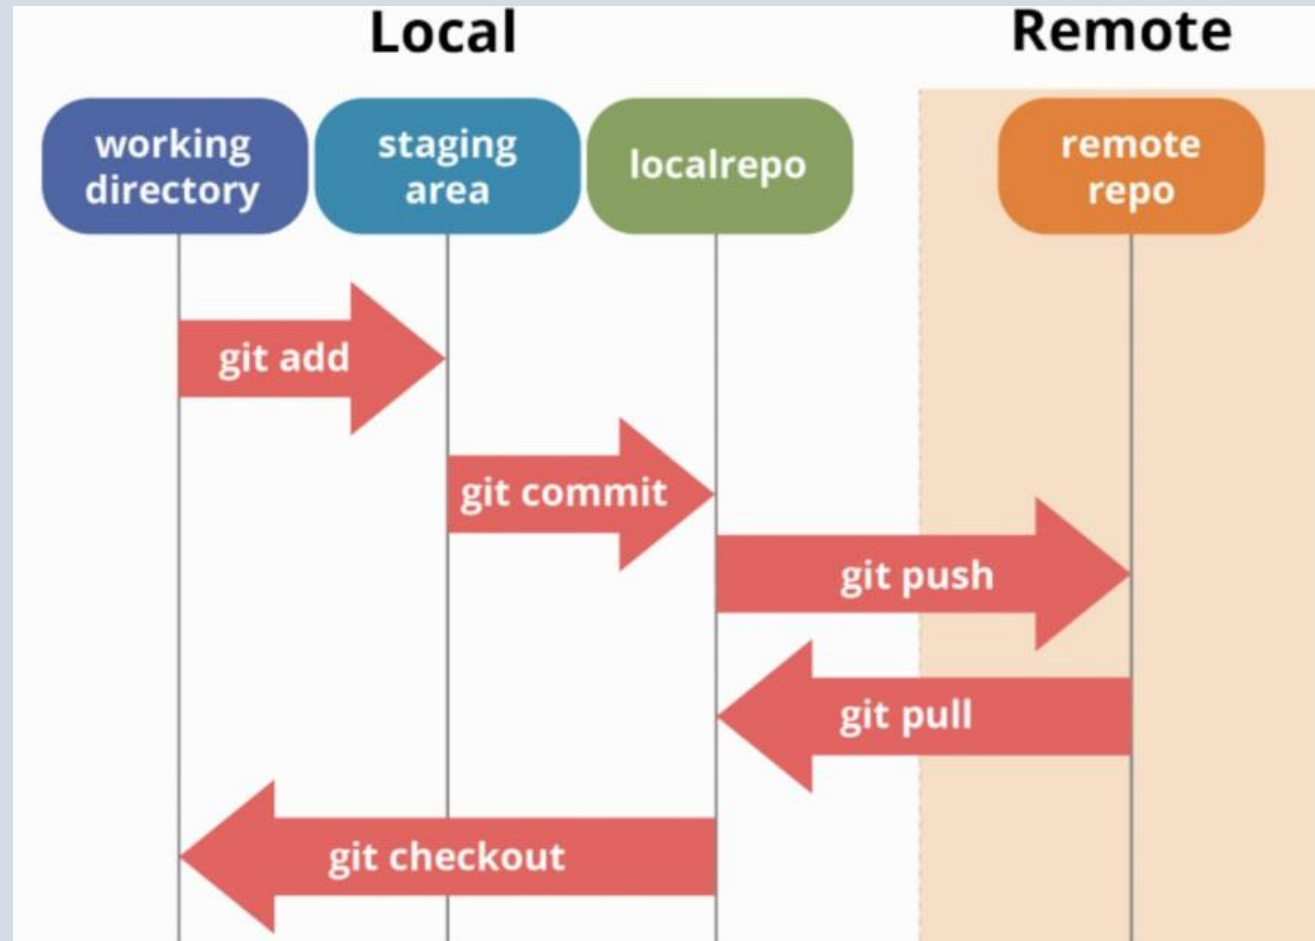 Local
Remote
working
directory
staging
area
localrepo
remote
repo
git add
git commit
git push
git pull
git checkout